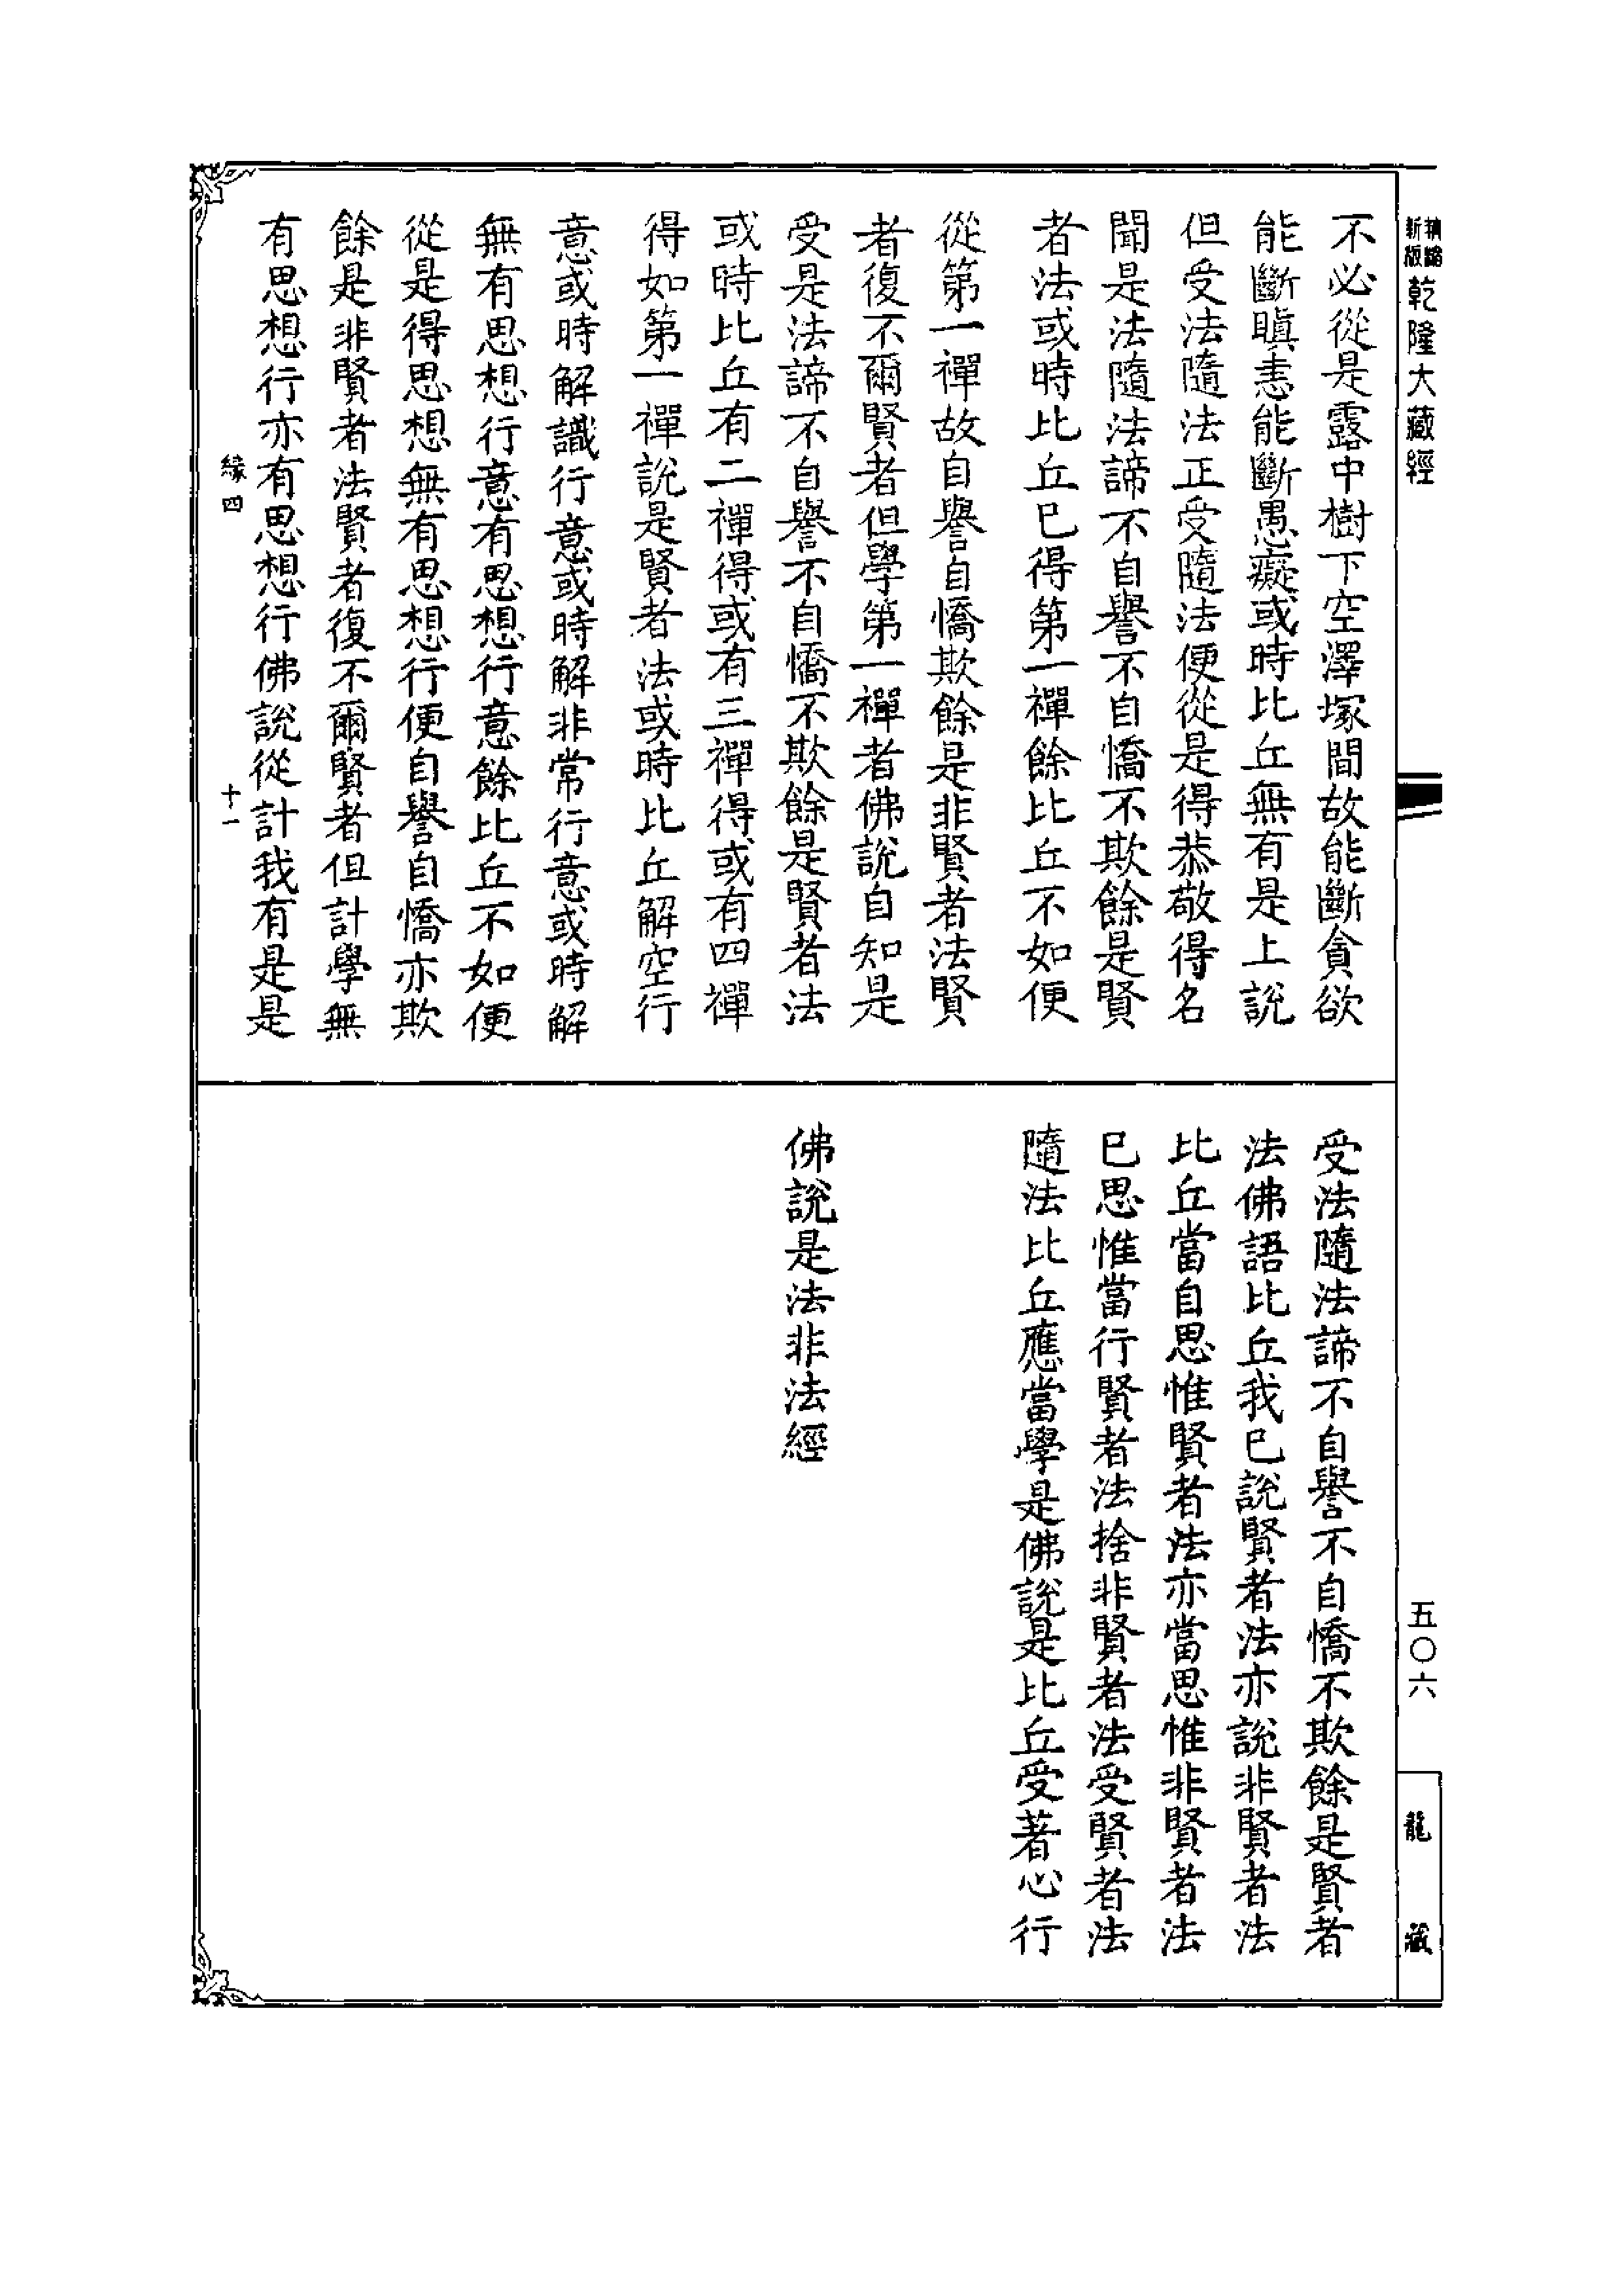 新版
乾隆大藏經
不必從是露中樹下空澤塚間故能斷貪欲
能斷瞋恚能斷愚癡或時比丘無有是上說
但受法隨法正受隨法便從是得恭敬得名
聞是法隨法諦不自譽不自憍不欺餘是賢
者法或時比丘已得第一禪餘比丘不如便
從第一禪故自譽自憍欺餘是非賢者法賢
者復不爾賢者但學第一禪者佛說自知是
受是法諦不自譽不自憍不欺餘是賢者法
或時比丘有二禪得或有三禪得或有四禪
得如第一禪說是賢者法或時比丘解空行
意或時解識行意或時解非常行意或時解
無有思想行意有思想行意餘比丘不如便
從是得思想無有思想行便自譽自憍亦欺
餘是非賢者法賢者復不爾賢者但計學無
有思想行亦有思想行佛說從計我有是是
緣四
十一
受法隨法諦不自譽不自憍不欺餘是賢者
法佛語比丘我已說賢者法亦說非賢者法
比丘當自思惟賢者法亦當思惟非賢者法
已思惟當行賢者法捨非賢者法受賢者法
隨法比丘應當學是佛說是比丘受著心行
佛說是法非法經
五〇六
龍藏